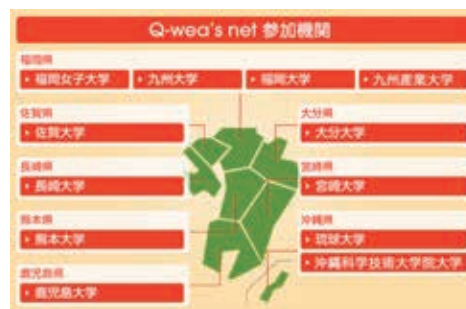 Q-wea's net 参加機関
福岡県
福岡女子大学 九州大学 福岡大学 九州産業大学
佐賀県
佐賀大学
大分県
大分大学
長崎県
長崎大学
宮崎県
宮崎大学
熊本県
熊本大学
沖縄県
琉球大学
沖縄科学技術大学院大学
鹿児島県
鹿児島大学